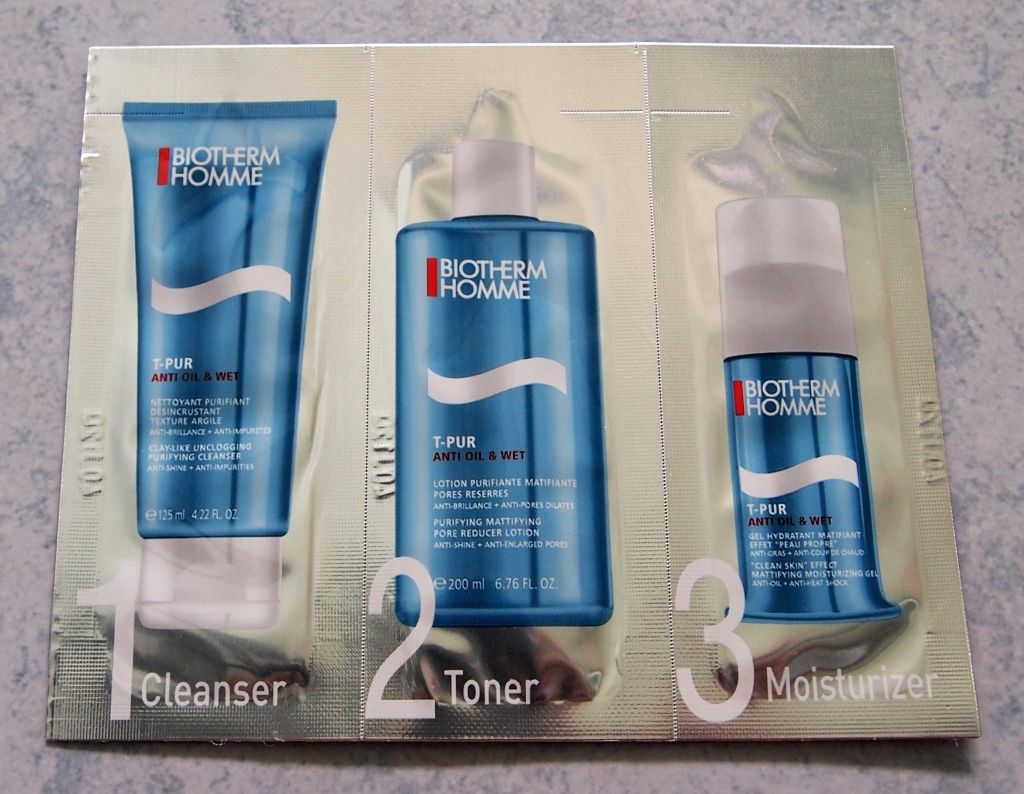 BIOTHERM
HOMME
T-PUR
ANTI OIL & WET
NETTOYANT PURIFIANT
DÉSINCRUSTANT
TEXTURE ARGILE
ANTI-BRILLANCE + ANTI-IMPURETÉS
CLAY-LIKE UNCLOGGING
PURIFYING CLEANSER
ANTI-SHINE + ANTI-IMPURITIES
℮ 125 ml 4.22 FL. OZ.
1 Cleanser
BIOTHERM
HOMME
T-PUR
ANTI OIL & WET
LOTION PURIFIANTE MATIFIANTE
PORES RESERRÉS
ANTI-BRILLANCE + ANTI-PORES DILATÉS
PURIFYING MATTIFYING
PORE REDUCER LOTION
ANTI-SHINE + ANTI-ENLARGED PORES
℮ 200 ml 6.76 FL. OZ.
2 Toner
BIOTHERM
HOMME
T-PUR
ANTI OIL & WET
GEL HYDRATANT MATIFIANT
EFFET "PEAU PROPRE"
ANTI-GRAS + ANTI-COUP DE CHAUD
"CLEAN SKIN" EFFECT
MATTIFYING MOISTURIZING GEL
ANTI-OIL + ANTI-HEAT SHOCK
3 Moisturizer